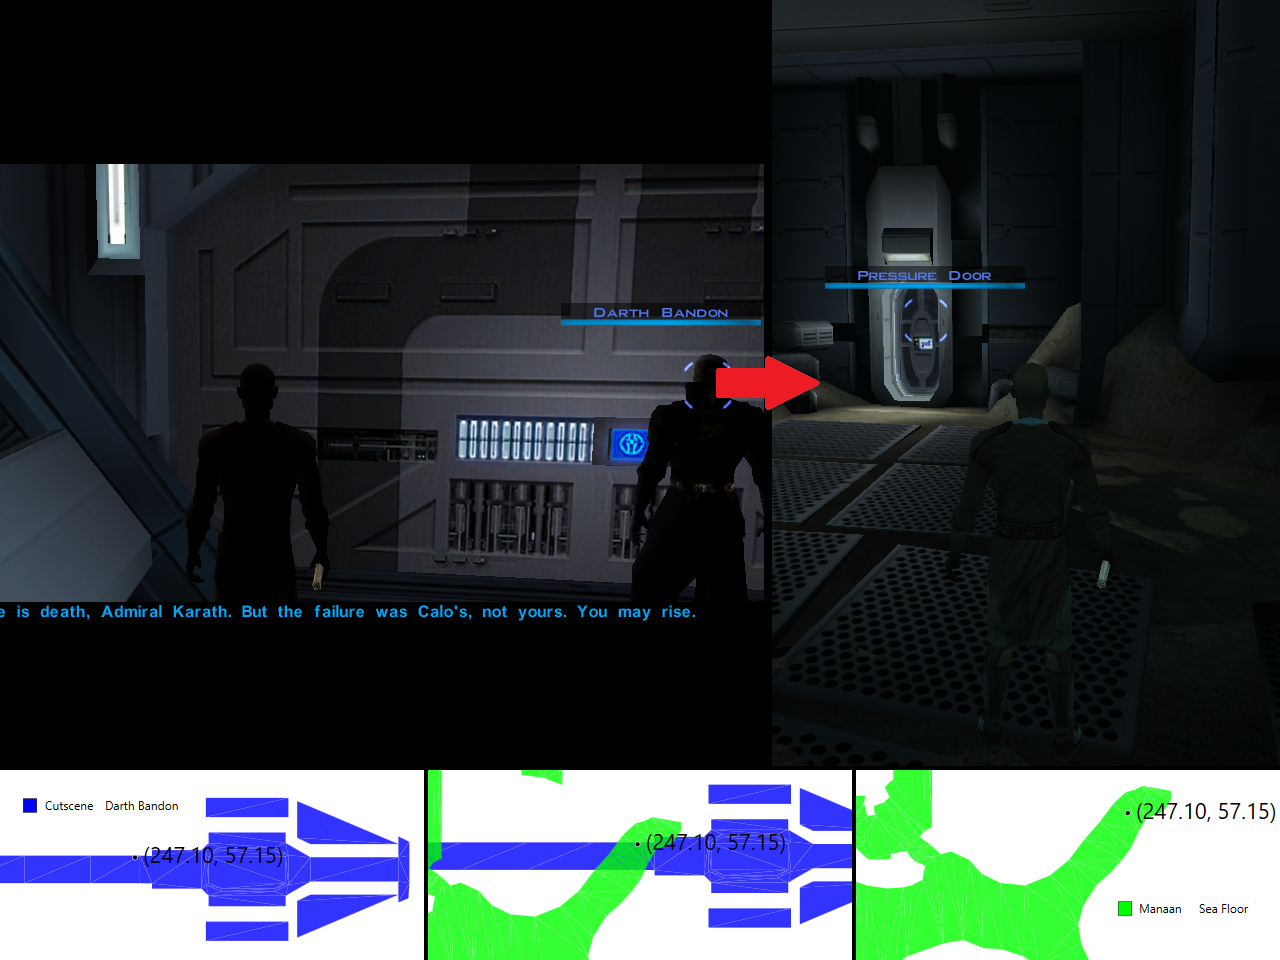 PRESSURE DOOR
DARTH BANDON
e is death, Admiral Karath. But the failure was Calo's, not yours. You may rise.
Cutscene Darth Bandon
(247.10, 57.15)
(247.10, 57.15)
(247.10, 57.15)
Manaan Sea Floor